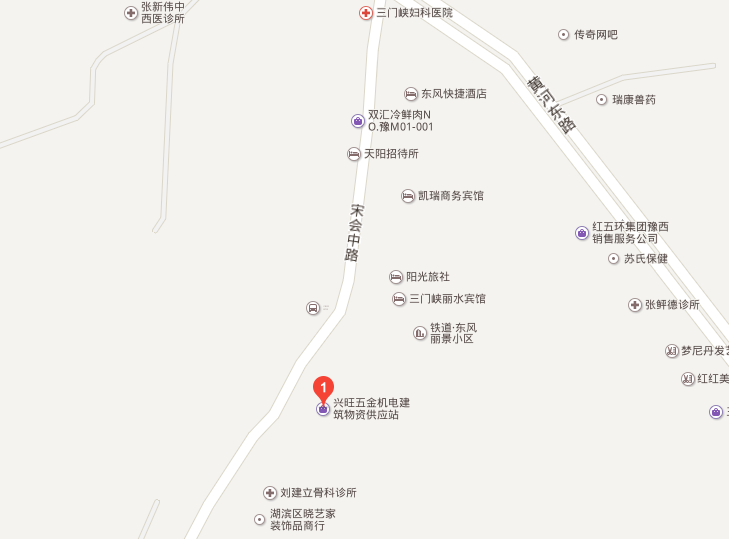 张新伟中
西医诊所
三门峡妇科医院
传奇网吧
东风快捷酒店
黄河东路
瑞康兽药
双汇冷鲜肉N
O.豫M01-001
天阳招待所
凯瑞商务宾馆
宋会中路
红五环集团豫西
销售服务公司
苏氏保健
阳光旅社
三门峡丽水宾馆
张鲆德诊所
铁道·东风
丽景小区
梦尼丹发艺
红红美
1
兴旺五金机电建
筑物资供应站
刘建立骨科诊所
湖滨区晓艺家
装饰品商行